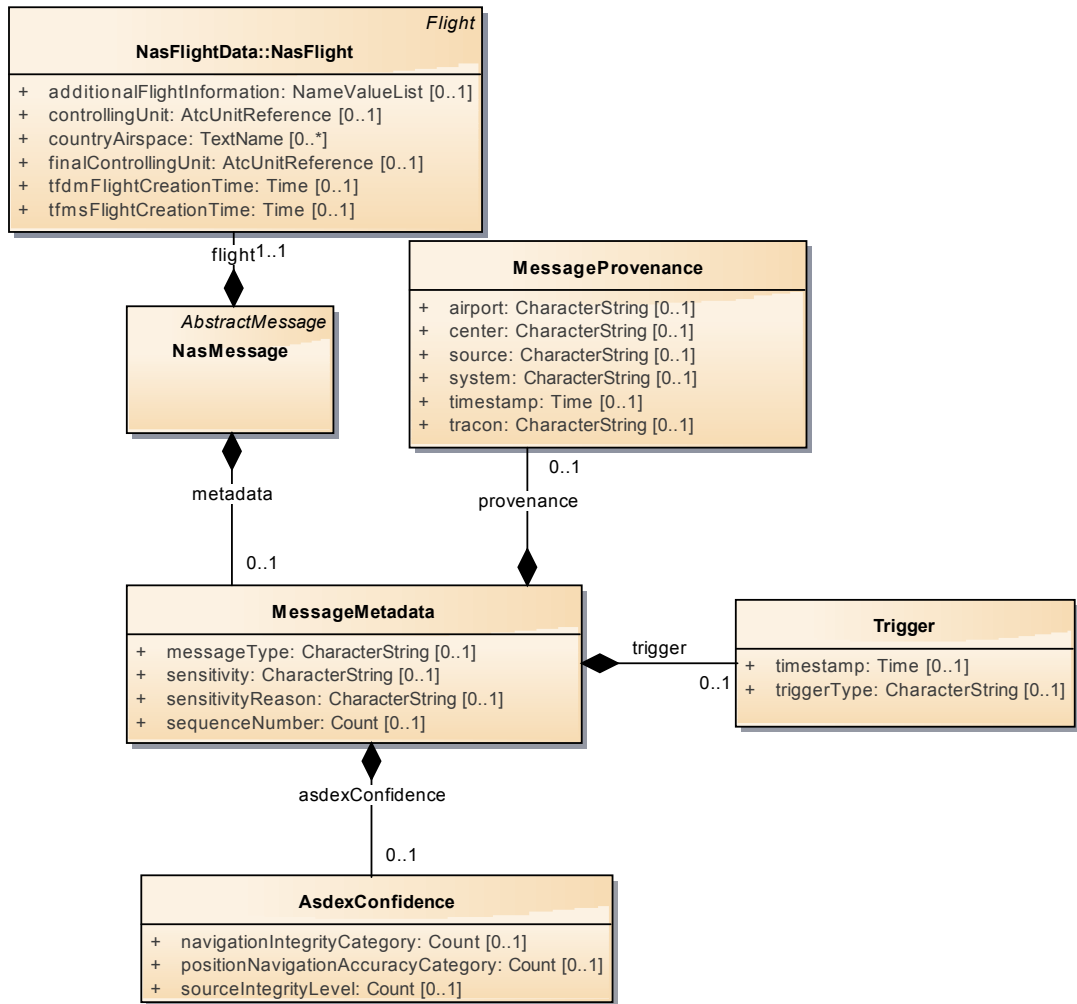 Flight
NasFlightData::NasFlight
+ additionalFlightInformation: NameValueList [0..1]
+ controllingUnit: AtcUnitReference [0..1]
+ countryAirspace: TextName [0..*]
+ finalControllingUnit: AtcUnitReference [0..1]
+ tfdmFlightCreationTime: Time [0..1]
+ tfmsFlightCreationTime: Time [0..1]
flight 1..1
AbstractMessage
NasMessage
MessageProvenance
+ airport: CharacterString [0..1]
+ center: CharacterString [0..1]
+ source: CharacterString [0..1]
+ system: CharacterString [0..1]
+ timestamp: Time [0..1]
+ tracon: CharacterString [0..1]
0..1
provenance
metadata
0..1
MessageMetadata
+ messageType: CharacterString [0..1]
+ sensitivity: CharacterString [0..1]
+ sensitivityReason: CharacterString [0..1]
+ sequenceNumber: Count [0..1]
trigger
0..1
Trigger
+ timestamp: Time [0..1]
+ triggerType: CharacterString [0..1]
asdexConfidence
0..1
AsdexConfidence
+ navigationIntegrityCategory: Count [0..1]
+ positionNavigationAccuracyCategory: Count [0..1]
+ sourceIntegrityLevel: Count [0..1]